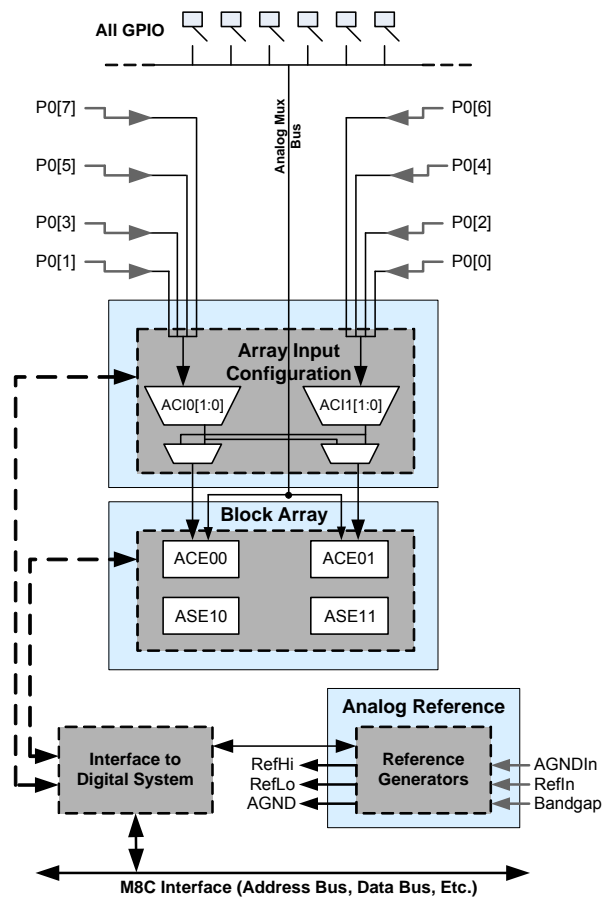 All GPIO
Analog Mux
Bus
P0[7]
P0[6]
P0[5]
P0[4]
P0[3]
P0[2]
P0[1]
P0[0]
Array Input
Configuration
ACI0[1:0]
ACI1[1:0]
Block Array
ACE00
ACE01
ASE10
ASE11
Analog Reference
Interface to
Digital System
RefHi
RefLo
AGND
Reference
Generators
AGNDIn
RefIn
Bandgap
M8C Interface (Address Bus, Data Bus, Etc.)